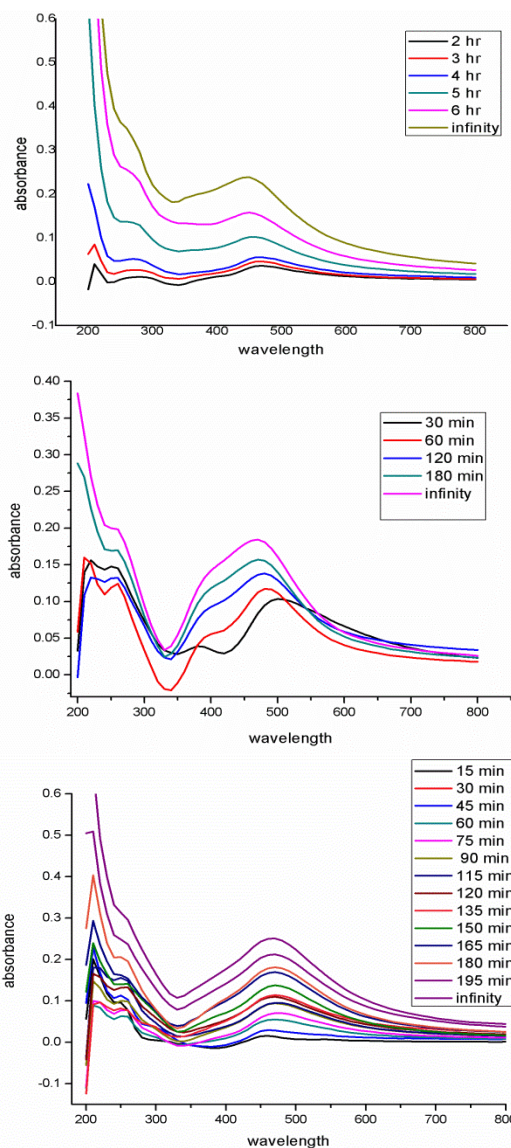 0.6
0.5
0.4
0.3
0.2
0.1
0.0
-0.1
absorbance
2 hr
3 hr
4 hr
5 hr
6 hr
infinity
200 300 400 500 600 700 800
wavelength
0.40
0.35
0.30
0.25
0.20
0.15
0.10
0.05
0.00
absorbance
30 min
60 min
120 min
180 min
infinity
200 300 400 500 600 700 800
wavelength
0.6
0.5
0.4
0.3
0.2
0.1
0.0
-0.1
absorbance
15 min
30 min
45 min
60 min
75 min
90 min
115 min
120 min
135 min
150 min
165 min
180 min
195 min
infinity
200 300 400 500 600 700 800
wavelength